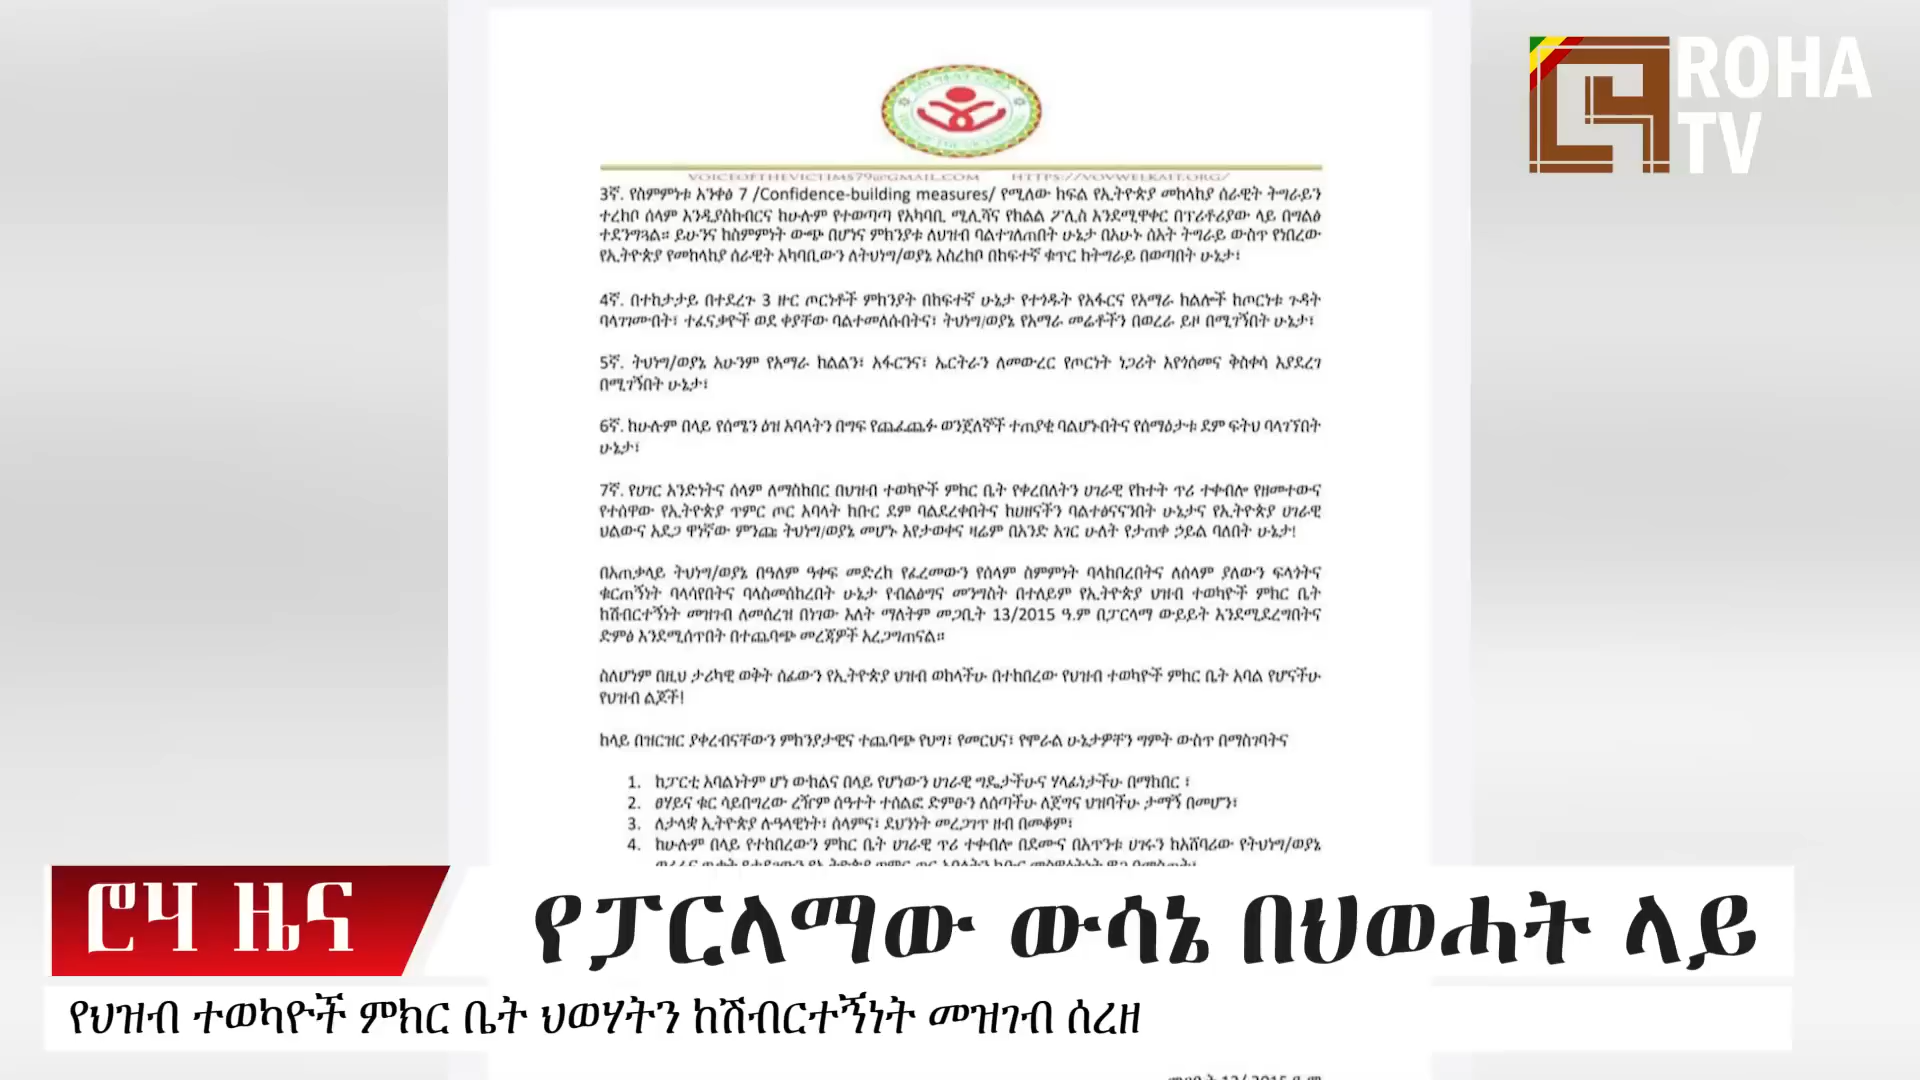 ROHA
TV
VOICEOFTHEVICTIMS79@GMAIL.COM HTTPS://VOVWELKAIT.ORG/
3ኛ. የስምምነቱ አንቀፅ 7 /Confidence-building measures/ የሚለው ክፍል የኢትዮጵያ መከላከያ ሰራዊት ትግራይን
ተረክቦ ሰላም እንዲያስከብርና ከሁሉም የተወጣጣ የአካባቢ ሚሊሻና የክልል ፖሊስ እንደሚዋቀር በፕሪቶሪያው ላይ በግልፅ
ተደንግጓል። ይሁንና ከስምምነት ውጭ በሆነና ምክንያቱ ለህዝብ ባልተገለጠበት ሁኔታ በአሁኑ ሰአት ትግራይ ውስጥ የነበረው
የኢትዮጵያ የመከላከያ ሰራዊት አካባቢውን ለትህነግ/ወያኔ አስረክቦ በከፍተኛ ቁጥር ከትግራይ በወጣበት ሁኔታ፤
4ኛ. በተከታታይ በተደረጉ 3 ዙር ጦርነቶች ምክንያት በከፍተኛ ሁኔታ የተጎዱት የአፋርና የአማራ ክልሎች ከጦርነቱ ጉዳት
ባላገገሙበት፣ ተፈናቃዮች ወደ ቀያቸው ባልተመለሱበትና፣ ትህነግ/ወያኔ የአማራ መሬቶችን በወረራ ይዞ በሚገኝበት ሁኔታ፤
5ኛ. ትህነግ/ወያኔ አሁንም የአማራ ክልልን፣ አፋርንና፣ ኤርትራን ለመውረር የጦርነት ነጋሪት እየጎሰመና ቅስቀሳ እያደረገ
በሚገኝበት ሁኔታ፤
6ኛ. ከሁሉም በላይ የሰሜን ዕዝ አባላትን በግፍ የጨፈጨፉ ወንጀለኞች ተጠያቂ ባልሆኑበትና የሰማዕታቱ ደም ፍትህ ባላገኘበት
ሁኔታ፤
7ኛ. የሀገር አንድነትና ሰላም ለማስከበር በህዝብ ተወካዮች ምክር ቤት የቀረበለትን ሀገራዊ የክተት ጥሪ ተቀብሎ የዘመተውና
የተሰዋው የኢትዮጵያ ጥምር ጦር አባላት ክቡር ደም ባልደረቀበትና ከሀዘናችን ባልተፅናናንበት ሁኔታና የኢትዮጵያ ሀገራዊ
ህልውና አደጋ ዋነኛው ምንጩ ትህነግ/ወያኔ መሆኑ እየታወቀና ዛሬም በአንድ አገር ሁለት የታጠቀ ኃይል ባለበት ሁኔታ!
በአጠቃላይ ትህነግ/ወያኔ በዓለም ዓቀፍ መድረክ የፈረመውን የሰላም ስምምነት ባላከበረበትና ለሰላም ያለውን ፍላጎትና
ቁርጠኝነት ባላሳየበትና ባላስመሰከረበት ሁኔታ የብልፅግና መንግስት በተለይም የኢትዮጵያ ህዝብ ተወካዮች ምክር ቤት
ከሽብርተኝነት መዝገብ ለመሰረዝ በነገው እለት ማለትም መጋቢት 13/2015 ዓ.ም በፓርላማ ውይይት እንደሚደረግበትና
ድምፅ እንደሚሰጥበት በተጨባጭ መረጃዎች አረጋግጠናል።
ስለሆነም በዚህ ታሪካዊ ወቅት ሰፊውን የኢትዮጵያ ህዝብ ወክላችሁ በተከበረው የህዝብ ተወካዮች ምክር ቤት አባል የሆናችሁ
የህዝብ ልጆች!
ከላይ በዝርዝር ያቀረብናቸውን ምክንያታዊና ተጨባጭ የህግ፤ የመርህና፤ የሞራል ሁኔታዎቸን ግምት ውስጥ በማስገባትና
1. ከፓርቲ አባልነትም ሆነ ውክልና በላይ የሆነውን ሀገራዊ ግዴታችሁና ሃላፊነታችሁ በማክበር ፤
2. ፀሃይና ቁር ሳይበግረው ረዥም ሰዓተት ተሰልፎ ድምፁን ለሰጣችሁ ለጀግና ህዝባችሁ ታማኝ በመሆን፤
3. ለታላቋ ኢትዮጵያ ሉዓላዊነት፣ ሰላምና፣ ደህንነት መረጋገጥ ዘብ በመቆም፤
4. ከሁሉም በላይ የተከበረውን ምክር ቤት ሀገራዊ ጥሪ ተቀብሎ በደሙና በአጥንቱ ሀገሩን ከአሸባሪው የትህነግ/ወያኔ
ሮሃ ዜና
የፓርላማው ውሳኔ በህወሓት ላይ
የህዝብ ተወካዮች ምክር ቤት ህወሃትን ከሽብርተኝነት መዝገብ ሰረዘ